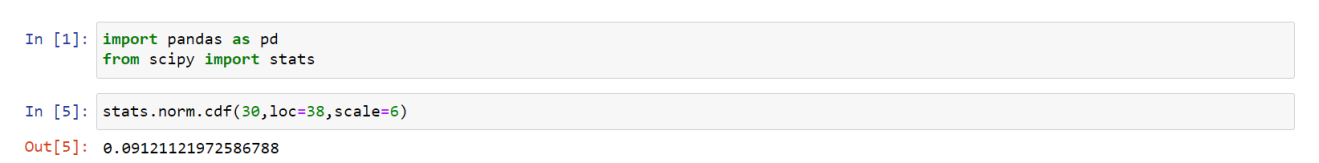 In [1]: import pandas as pd
from scipy import stats
In [5]: stats.norm.cdf(30,loc=38,scale=6)
Out[5]: 0.09121121972586788